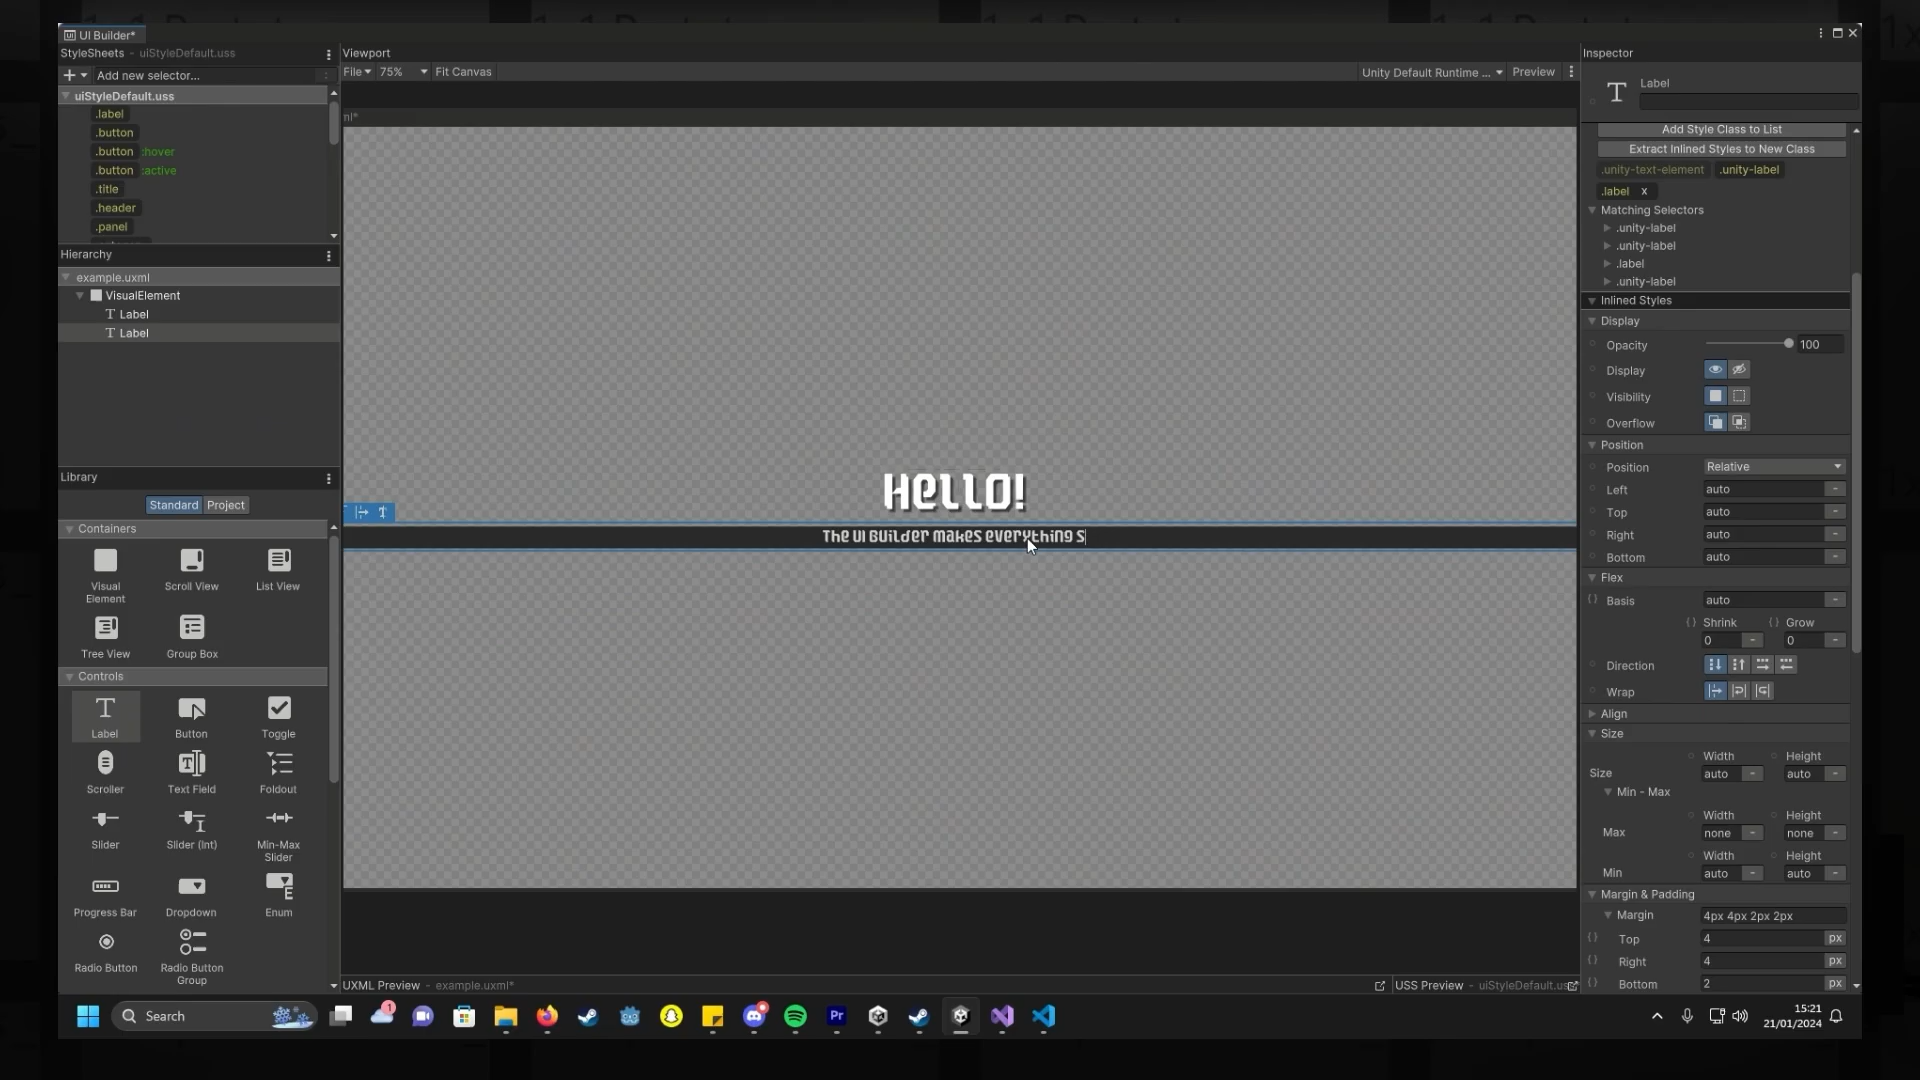 UI Builder*
StyleSheets - uiStyleDefault.uss
Add new selector...
uiStyleDefault.uss
.label
.button
.button :hover
.button :active
.title
.header
.panel
Hierarchy
example.uxml
VisualElement
Label
Label
Library
Standard Project
Containers
Visual Element
Scroll View
List View
Tree View
Group Box
Controls
Label
Button
Toggle
Scroller
Text Field
Foldout
Slider
Slider (Int)
Min-Max Slider
Progress Bar
Dropdown
Enum
Radio Button
Radio Button Group
Viewport
File 75% Fit Canvas
Unity Default Runtime ... Preview
ml*
Hello!
The UI Builder makes everything s
UXML Preview - example.uxml*
USS Preview - uiStyleDefault.us
Inspector
Label
Add Style Class to List
Extract Inlined Styles to New Class
.unity-text-element .unity-label
.label x
Matching Selectors
.unity-label
.unity-label
.label
.unity-label
Inlined Styles
Display
Opacity 100
Display
Visibility
Overflow
Position
Position Relative
Left auto
Top auto
Right auto
Bottom auto
Flex
Basis auto
Shrink Grow
0 0
Direction
Wrap
Align
Size
Width Height
Size auto auto
Min - Max
Width Height
Max none none
Width Height
Min auto auto
Margin & Padding
Margin 4px 4px 2px 2px
Top 4 px
Right 4 px
Bottom 2 px
Search
1
Pr
15:21
21/01/2024